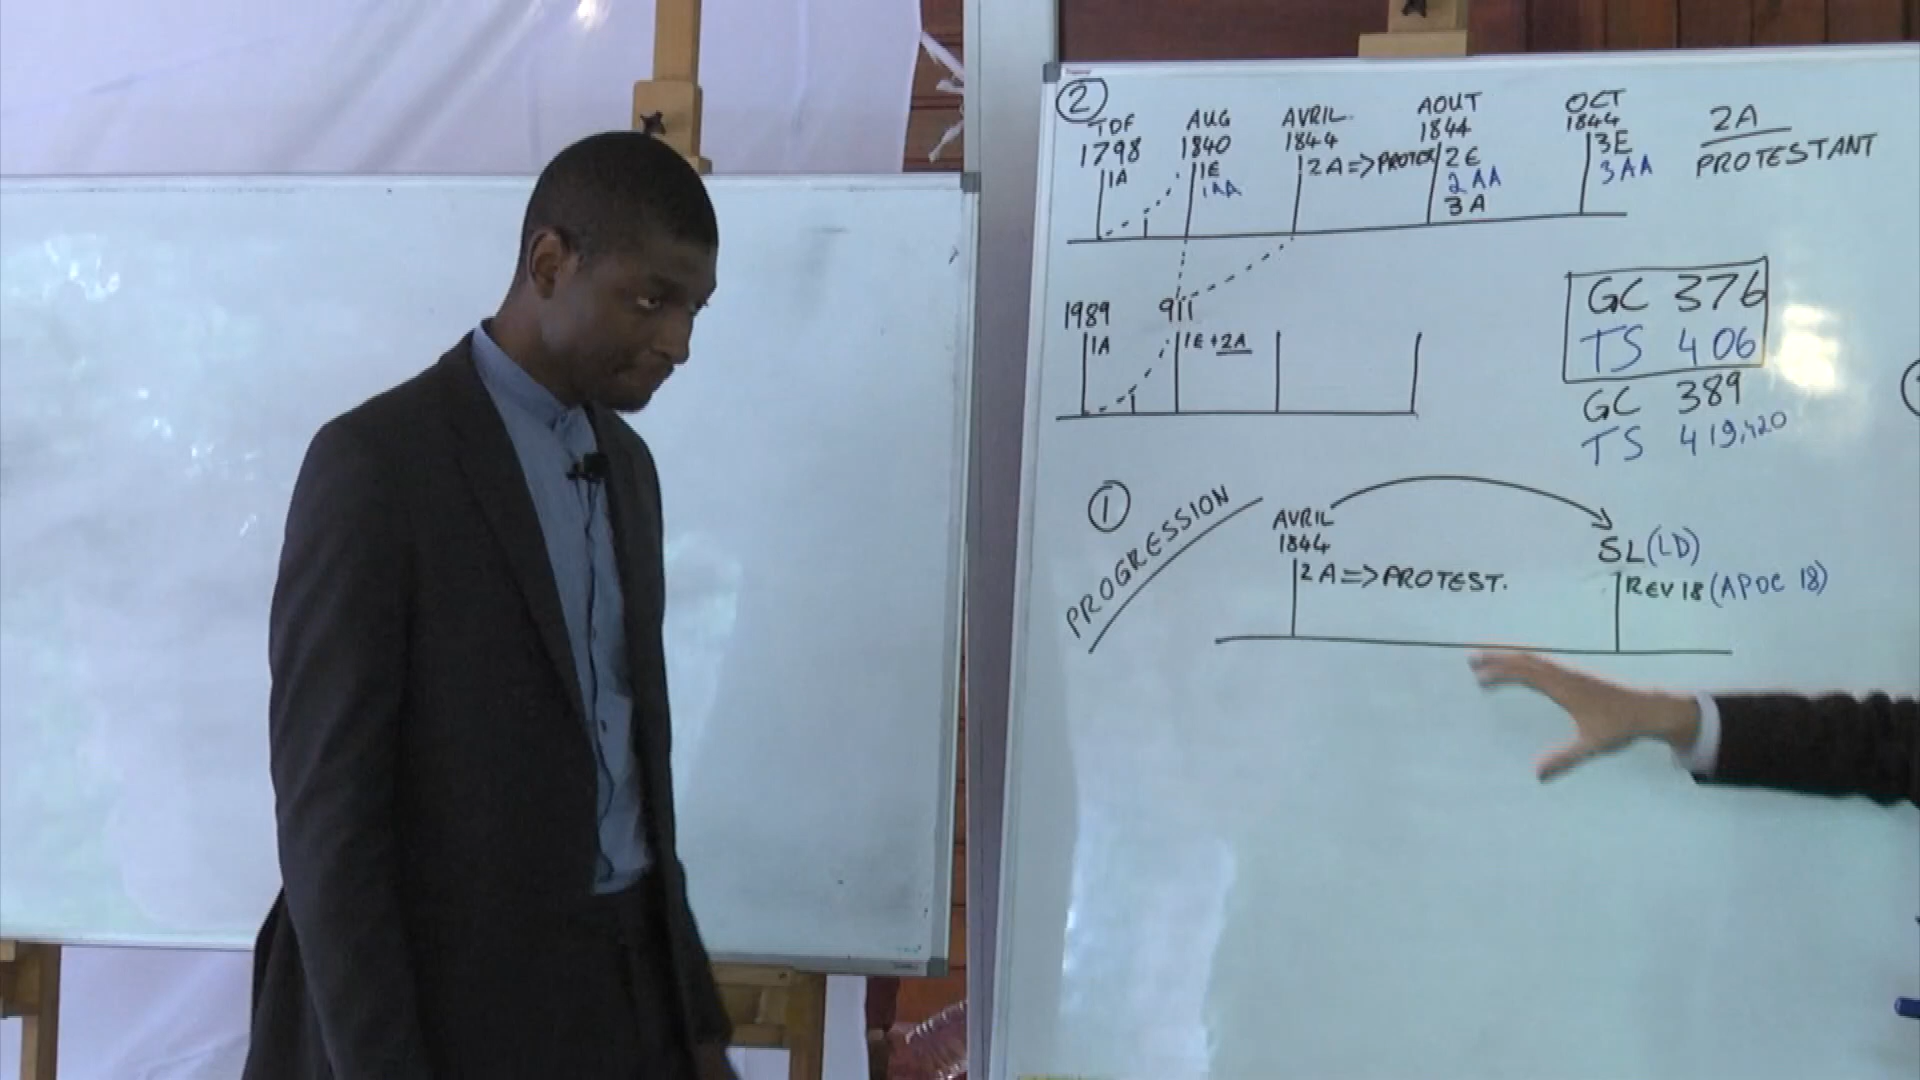 ②
TOF
1798
1A
AUG
1840
1E
1AA
AVRIL
1844
2A => PROTES
AOUT
1844
2E
2AA
3A
OCT
1844
3E
3AA
2A
PROTESTANT
1989
1A
911
1E + 2A
GC 376
TS 406
GC 389
TS 419,420
①
PROGRESSION
AVRIL
1844
2A => PROTEST.
SL (LD)
REV 18 (APOC 18)